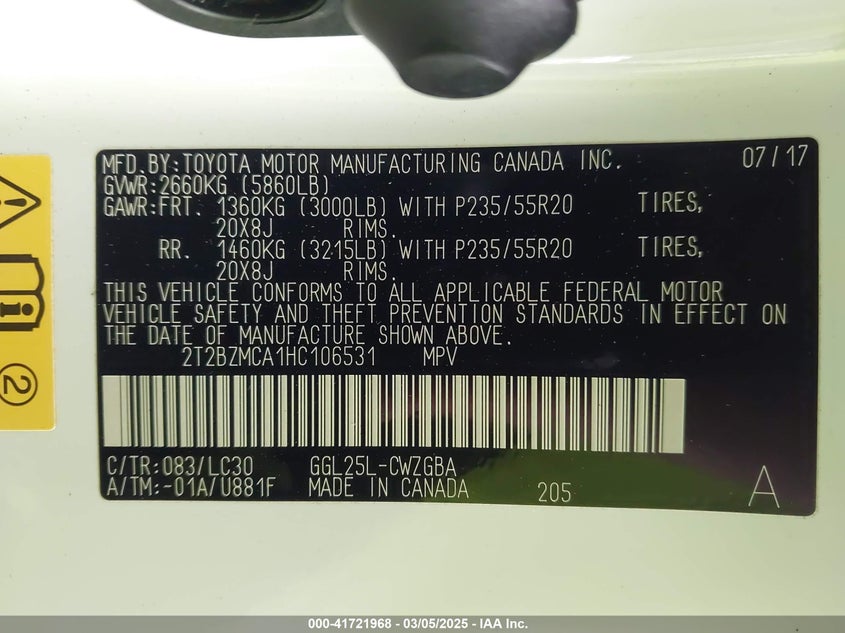 MFD.BY:TOYOTA MOTOR MANUFACTURING CANADA INC. 07/17
GVWR:2660KG (5860LB)
GAWR:FRT. 1360KG (3000LB) WITH P235/55R20 TIRES,
20X8J RIMS.
RR. 1460KG (3215LB) WITH P235/55R20 TIRES,
20X8J RIMS.
THIS VEHICLE CONFORMS TO ALL APPLICABLE FEDERAL MOTOR
VEHICLE SAFETY AND THEFT PREVENTION STANDARDS IN EFFECT ON
THE DATE OF MANUFACTURE SHOWN ABOVE.
2T2BZMCA1HC106531 MPV
C/TR:083/LC30 GGL25L-CWZGBA
A/TM:-01A/U881F MADE IN CANADA 205 A
2
000-41721968 - 03/05/2025 - IAA Inc.